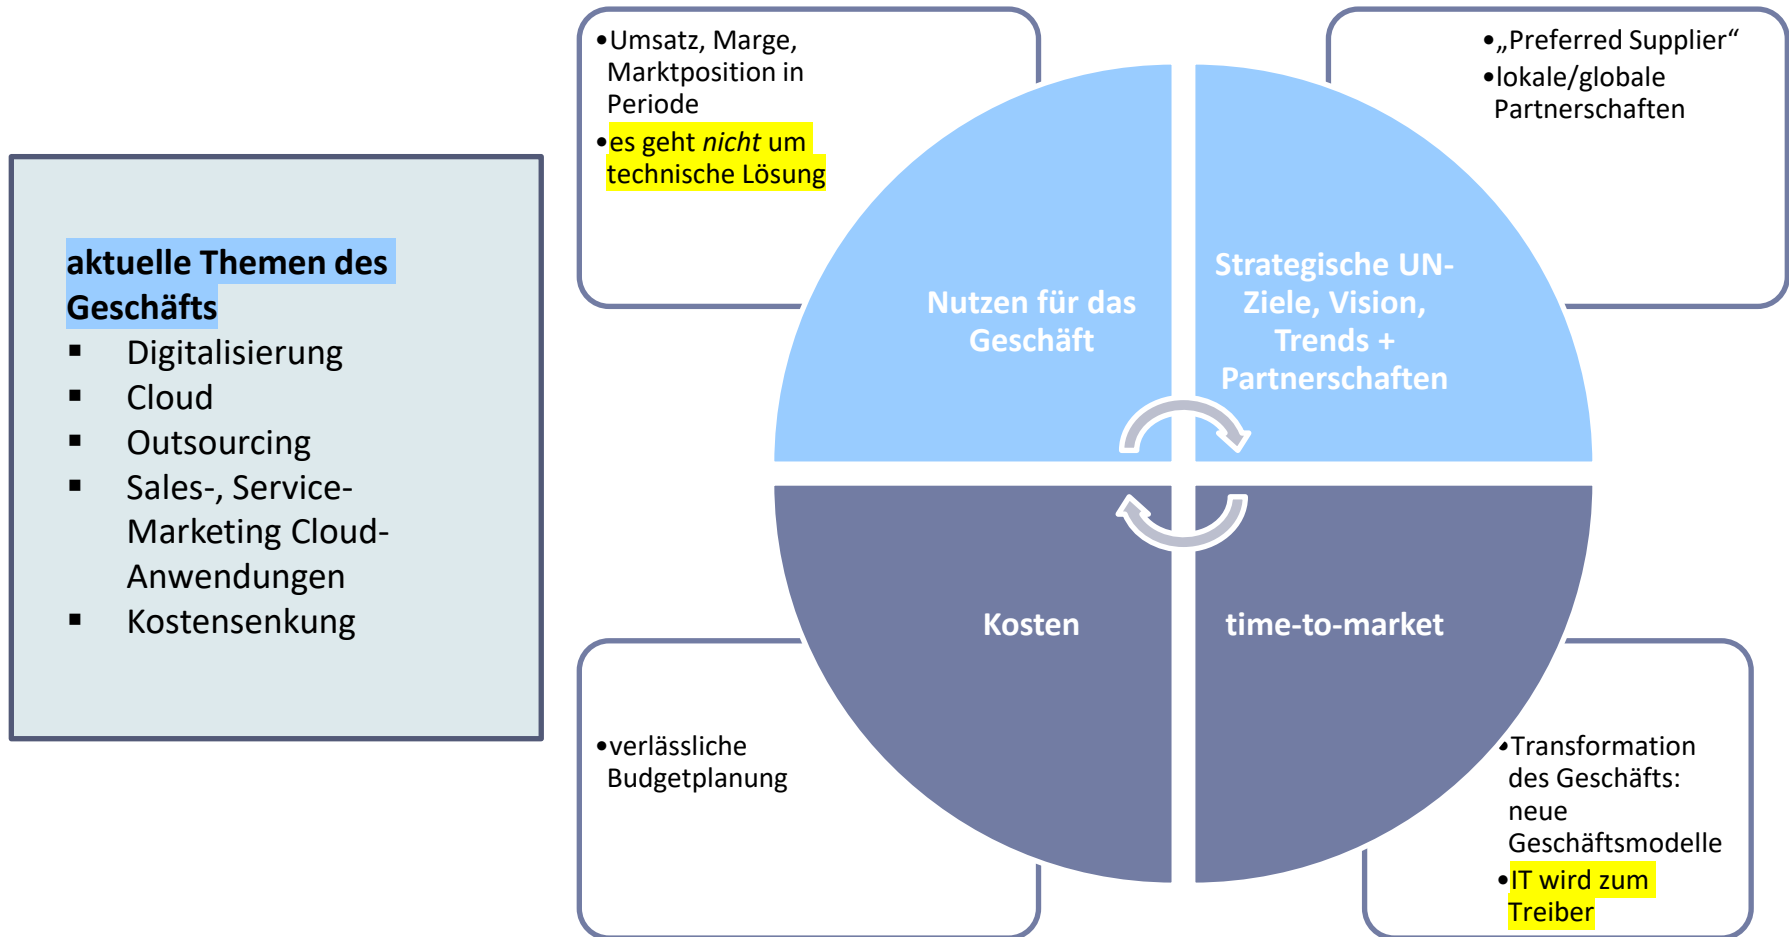 aktuelle Themen des
Geschäfts
▪ Digitalisierung
▪ Cloud
▪ Outsourcing
▪ Sales-, Service-
Marketing Cloud-
Anwendungen
▪ Kostensenkung
•Umsatz, Marge,
Marktposition in
Periode
•es geht nicht um
technische Lösung
•„Preferred Supplier“
•lokale/globale
Partnerschaften
Nutzen für das
Geschäft
Strategische UN-
Ziele, Vision,
Trends +
Partnerschaften
Kosten
time-to-market
•verlässliche
Budgetplanung
•Transformation
des Geschäfts:
neue
Geschäftsmodelle
•IT wird zum
Treiber